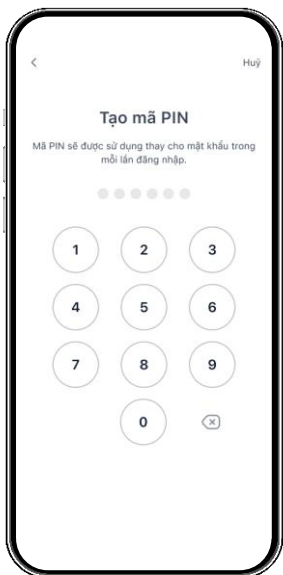 Huỷ
Tạo mã PIN
Mã PIN sẽ được sử dụng thay cho mật khẩu trong
mỗi lần đăng nhập.
1 2 3
4 5 6
7 8 9
0